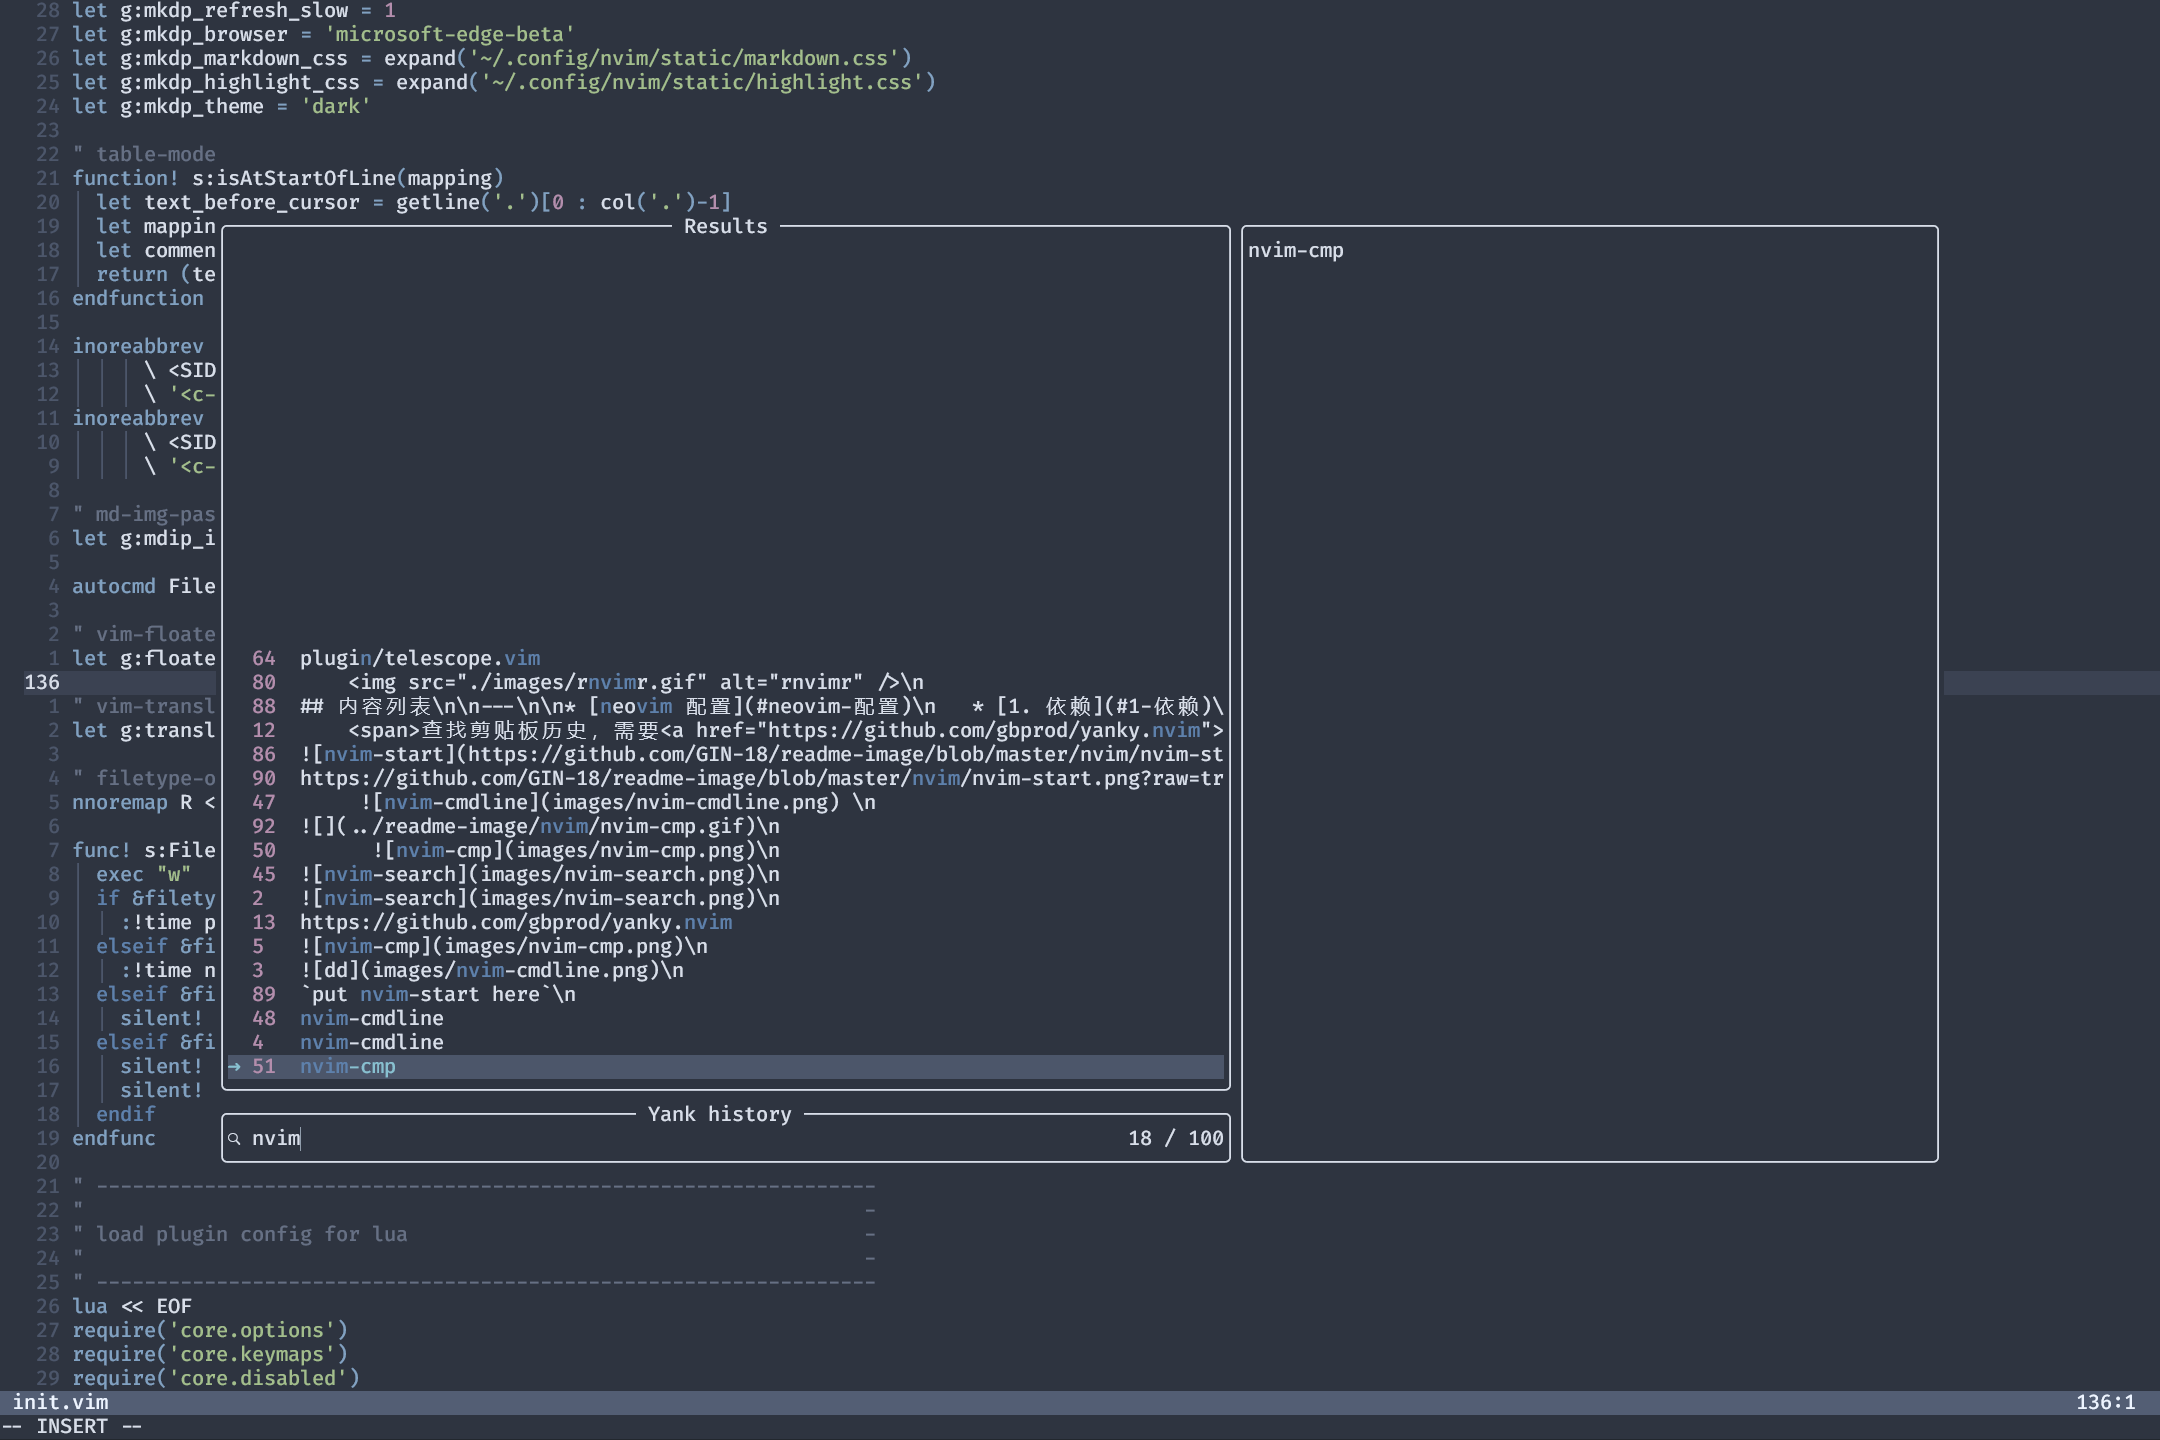 28 let g:mkdp_refresh_slow = 1
27 let g:mkdp_browser = 'microsoft-edge-beta'
26 let g:mkdp_markdown_css = expand('~/.config/nvim/static/markdown.css')
25 let g:mkdp_highlight_css = expand('~/.config/nvim/static/highlight.css')
24 let g:mkdp_theme = 'dark'
23
22 " table-mode
21 function! s:isAtStartOfLine(mapping)
20 let text_before_cursor = getline('.')[0 : col('.')-1]
19 let mappin
18 let commen
17 return (te
16 endfunction
15
14 inoreabbrev
13 \ <SID
12 \ '<c-
11 inoreabbrev
10 \ <SID
9 \ '<c-
8
7 " md-img-pas
6 let g:mdip_i
5
4 autocmd File
3
2 " vim-floate
1 let g:floate
136
1 " vim-transl
2 let g:transl
3
4 " filetype-o
5 nnoremap R <
6
7 func! s:File
8 exec "w"
9 if &filety
10 :!time p
11 elseif &fi
12 :!time n
13 elseif &fi
14 silent!
15 elseif &fi
16 silent!
17 silent!
18 endif
19 endfunc
20
21 " -----------------------------------------------------------------
22 " -
23 " load plugin config for lua -
24 " -
25 " -----------------------------------------------------------------
26 lua << EOF
27 require('core.options')
28 require('core.keymaps')
29 require('core.disabled')
Results
64 plugin/telescope.vim
80 <img src="./images/rnvimr.gif" alt="rnvimr" />\n
88 ## 内容列表\n\n---\n\n* [neovim 配置](#neovim-配置)\n * [1. 依赖](#1-依赖)\
12 <span>查找剪贴板历史，需要<a href="https://github.com/gbprod/yanky.nvim">
86 ![nvim-start](https://github.com/GIN-18/readme-image/blob/master/nvim/nvim-st
90 https://github.com/GIN-18/readme-image/blob/master/nvim/nvim-start.png?raw=tr
47 ![nvim-cmdline](images/nvim-cmdline.png) \n
92 ![](../readme-image/nvim/nvim-cmp.gif)\n
50 ![nvim-cmp](images/nvim-cmp.png)\n
45 ![nvim-search](images/nvim-search.png)\n
2 ![nvim-search](images/nvim-search.png)\n
13 https://github.com/gbprod/yanky.nvim
5 ![nvim-cmp](images/nvim-cmp.png)\n
3 ![dd](images/nvim-cmdline.png)\n
89 `put nvim-start here`\n
48 nvim-cmdline
4 nvim-cmdline
➜ 51 nvim-cmp
Yank history
nvim 18 / 100
nvim-cmp
init.vim 136:1
-- INSERT --